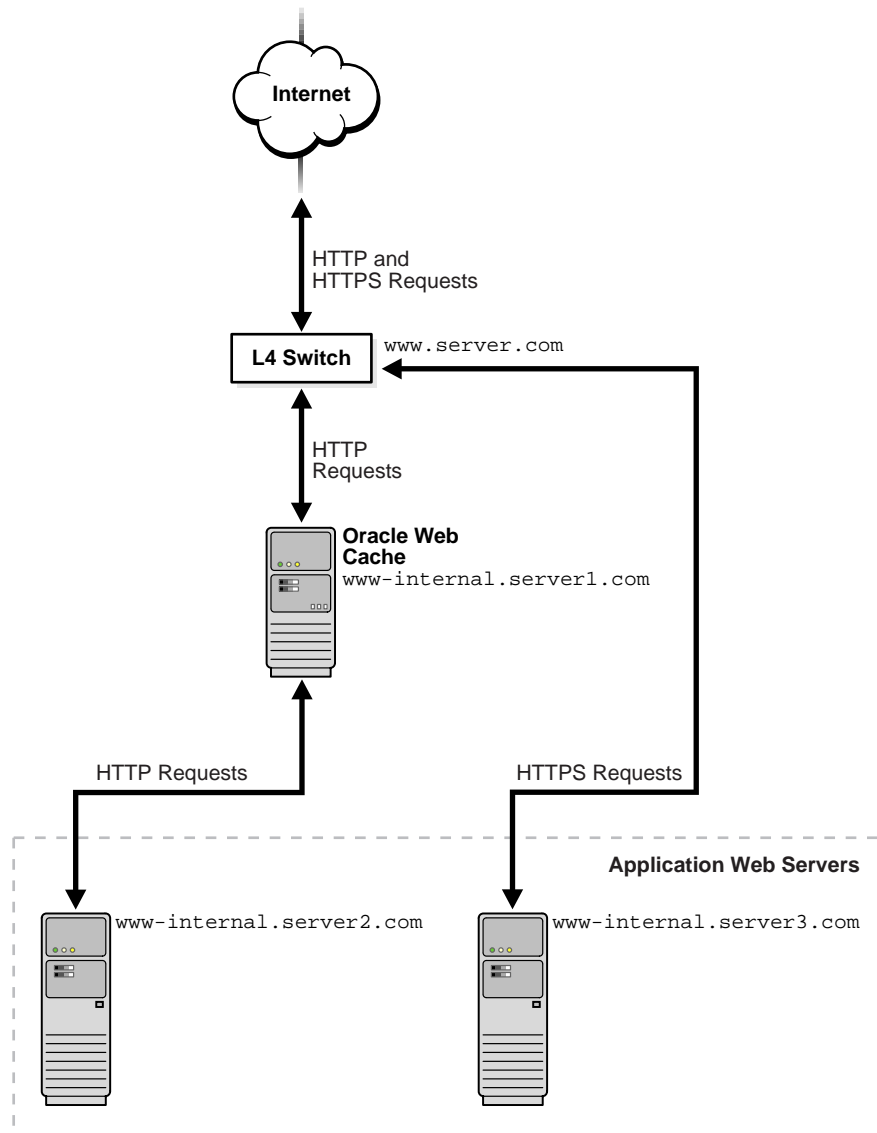 Internet
HTTP and
HTTPS Requests
www.server.com
L4 Switch
HTTP
Requests
Oracle Web
Cache
www-internal.server1.com
HTTP Requests
HTTPS Requests
Application Web Servers
www-internal.server2.com
www-internal.server3.com